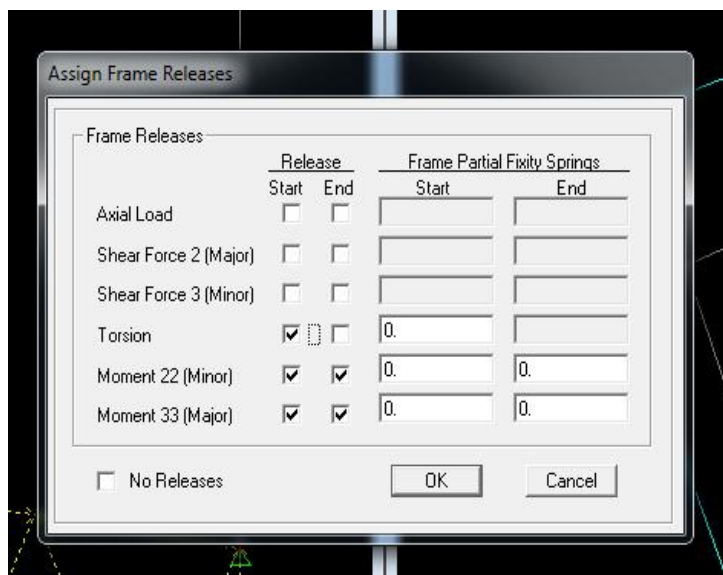 Assign Frame Releases
Frame Releases
Release Frame Partial Fixity Springs
Start End Start End
Axial Load
Shear Force 2 (Major)
Shear Force 3 (Minor)
Torsion 0.
Moment 22 (Minor) 0. 0.
Moment 33 (Major) 0. 0.
No Releases OK Cancel